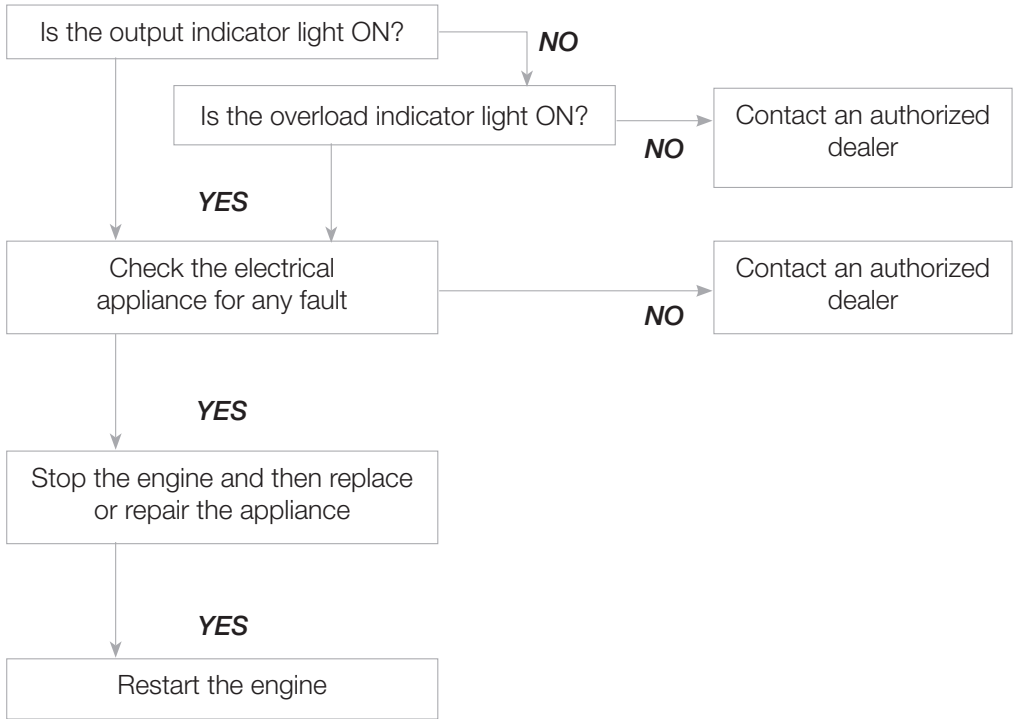 Is the output indicator light ON?
NO
Is the overload indicator light ON?
NO
Contact an authorized
dealer
YES
Check the electrical
appliance for any fault
NO
Contact an authorized
dealer
YES
Stop the engine and then replace
or repair the appliance
YES
Restart the engine